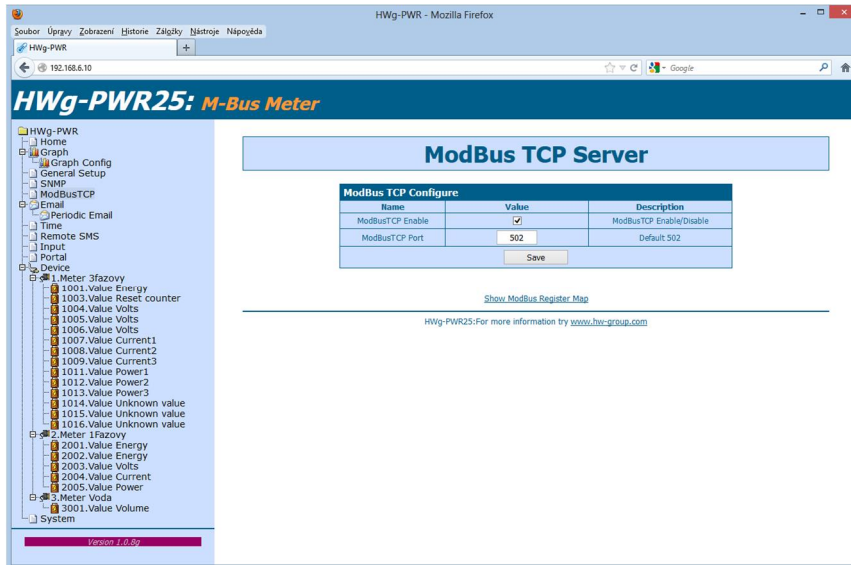 HWg-PWR - Mozilla Firefox
Soubor Úpravy Zobrazení Historie Záložky Nástroje Nápověda
HWg-PWR
192.168.6.10
Google
HWg-PWR25: M-Bus Meter
HWg-PWR
Home
Graph
Graph Config
General Setup
SNMP
ModBusTCP
Email
Periodic Email
Time
Remote SMS
Input
Portal
Device
1.Meter 3fazovy
1001.Value Energy
1003.Value Reset counter
1004.Value Volts
1005.Value Volts
1006.Value Volts
1007.Value Current1
1008.Value Current2
1009.Value Current3
1011.Value Power1
1012.Value Power2
1013.Value Power3
1014.Value Unknown value
1015.Value Unknown value
1016.Value Unknown value
2.Meter 1Fazovy
2001.Value Energy
2002.Value Energy
2003.Value Volts
2004.Value Current
2005.Value Power
3.Meter Voda
3001.Value Volume
System
Version 1.0.8g
ModBus TCP Server
ModBus TCP Configure
Name Value Description
ModBusTCP Enable ModBusTCP Enable/Disable
ModBusTCP Port 502 Default 502
Save
Show ModBus Register Map
HWg-PWR25:For more information try www.hw-group.com